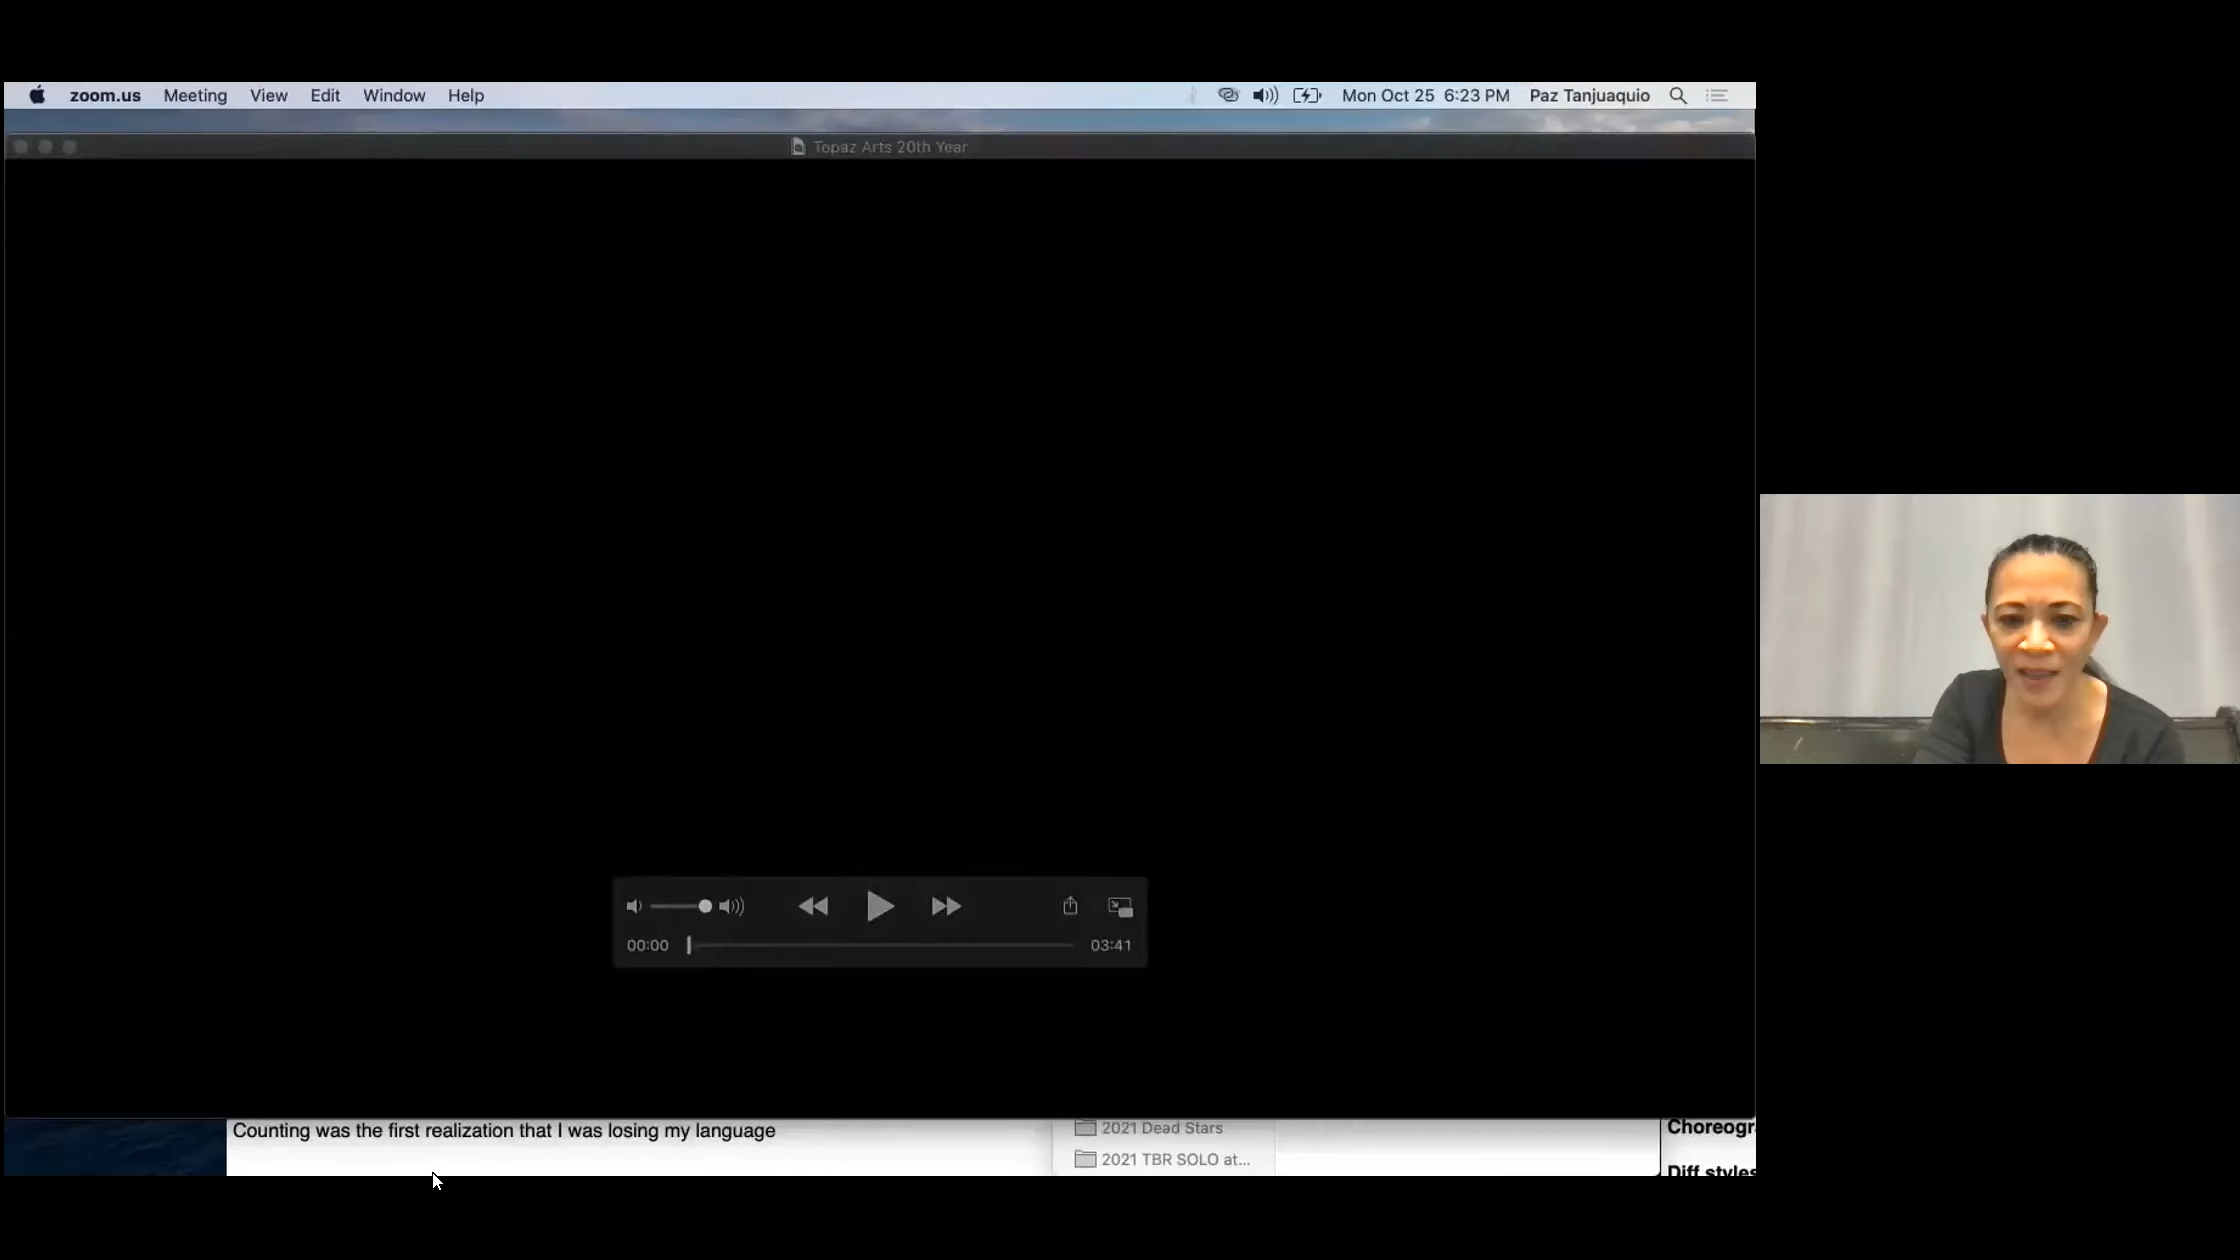 zoom.us Meeting View Edit Window Help Mon Oct 25 6:23 PM Paz Tanjuaquio
Topaz Arts 20th Year
00:00 03:41
Counting was the first realization that I was losing my language
2021 Dead Stars
2021 TBR SOLO at...
Choreogr
Diff styles